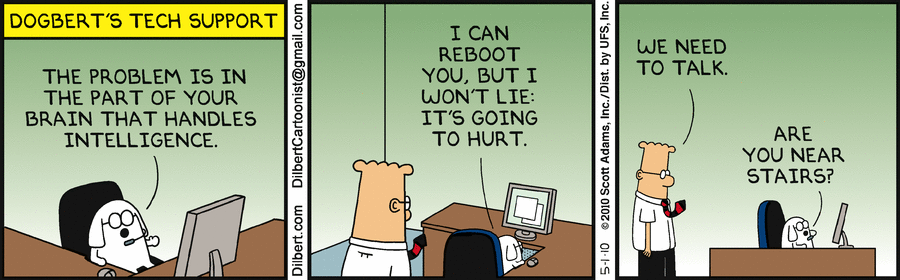 DOGBERT'S TECH SUPPORT
THE PROBLEM IS IN
THE PART OF YOUR
BRAIN THAT HANDLES
INTELLIGENCE.
Dilbert.com DilbertCartoonist@gmail.com
I CAN
REBOOT
YOU, BUT I
WON'T LIE:
IT'S GOING
TO HURT.
5-1-10 ©2010 Scott Adams, Inc./Dist. by UFS, Inc.
WE NEED
TO TALK.
ARE
YOU NEAR
STAIRS?